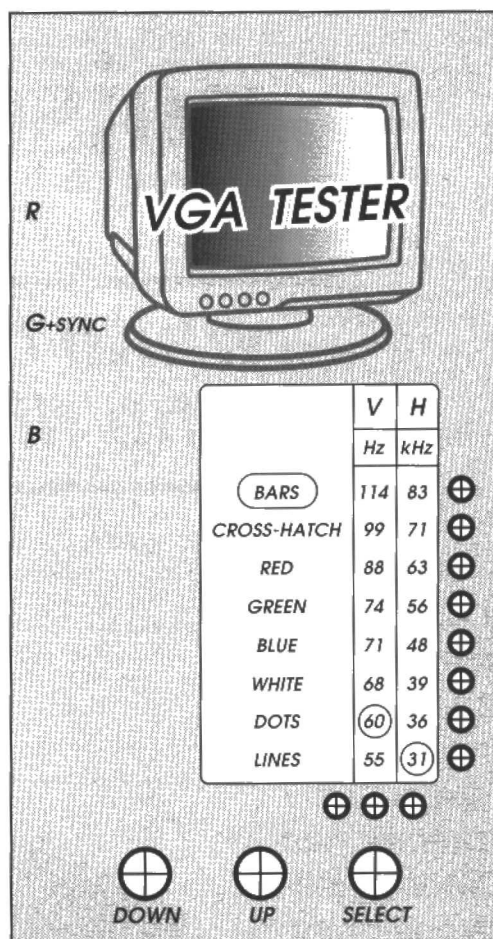 VGA TESTER
R
G+SYNC
B
V H
Hz kHz
BARS 114 83
CROSS-HATCH 99 71
RED 88 63
GREEN 74 56
BLUE 71 48
WHITE 68 39
DOTS 60 36
LINES 55 31
DOWN UP SELECT